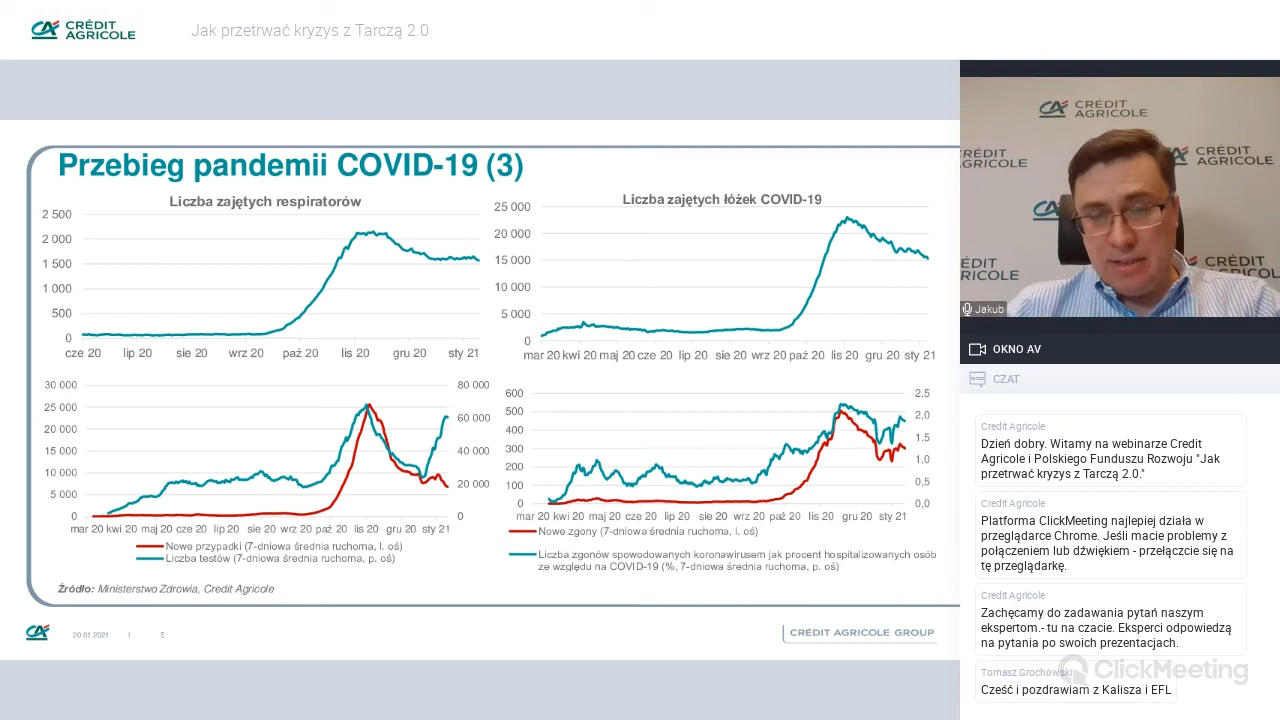 CRÉDIT AGRICOLE
Jak przetrwać kryzys z Tarczą 2.0
Przebieg pandemii COVID-19 (3)
Liczba zajętych respiratorów
2 500
2 000
1 500
1 000
500
0
cze 20 lip 20 sie 20 wrz 20 paź 20 lis 20 gru 20 sty 21
Liczba zajętych łóżek COVID-19
25 000
20 000
15 000
10 000
5 000
0
mar 20 kwi 20 maj 20 cze 20 lip 20 sie 20 wrz 20 paź 20 lis 20 gru 20 sty 21
30 000
25 000
20 000
15 000
10 000
5 000
0
80 000
60 000
40 000
20 000
0
mar 20 kwi 20 maj 20 cze 20 lip 20 sie 20 wrz 20 paź 20 lis 20 gru 20 sty 21
Nowe przypadki (7-dniowa średnia ruchoma, l. oś)
Liczba testów (7-dniowa średnia ruchoma, p. oś)
600
500
400
300
200
100
0
2,5
2,0
1,5
1,0
0,5
0,0
mar 20 kwi 20 maj 20 cze 20 lip 20 sie 20 wrz 20 paź 20 lis 20 gru 20 sty 21
Nowe zgony (7-dniowa średnia ruchoma, l. oś)
Liczba zgonów spowodowanych koronawirusem jak procent hospitalizowanych osób
ze względu na COVID-19 (%, 7-dniowa średnia ruchoma, p. oś)
Źródło: Ministerstwo Zdrowia, Credit Agricole
20.01.2021 | 5
CRÉDIT AGRICOLE GROUP
CRÉDIT
AGRICOLE
CRÉDIT
AGRICOLE
CRÉDIT
AGRICOLE
CRÉDIT
AGRICOLE
CRÉDIT
AGRICOLE
Jakub
OKNO AV
CZAT
Credit Agricole
Dzień dobry. Witamy na webinarze Credit
Agricole i Polskiego Funduszu Rozwoju "Jak
przetrwać kryzys z Tarczą 2.0."
Credit Agricole
Platforma ClickMeeting najlepiej działa w
przeglądarce Chrome. Jeśli macie problemy z
połączeniem lub dźwiękiem - przełączcie się na
tę przeglądarkę.
Credit Agricole
Zachęcamy do zadawania pytań naszym
ekspertom.- tu na czacie. Eksperci odpowiedzą
na pytania po swoich prezentacjach.
Tomasz Grochowski
Cześć i pozdrawiam z Kalisza i EFL
ClickMeeting